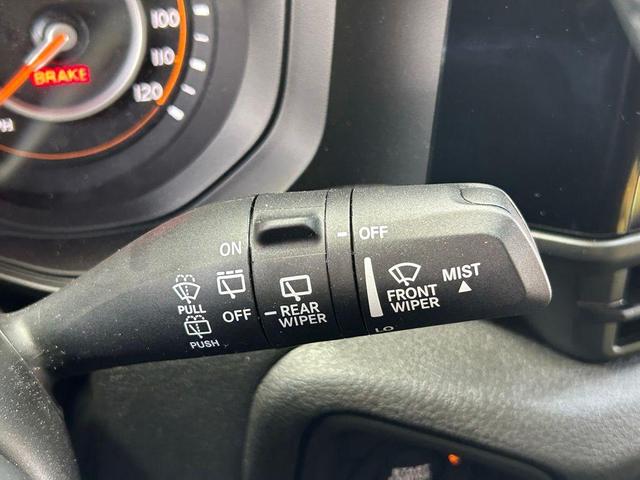 100
110
120
BRAKE
OFF
ON
MIST
PULL
OFF
REAR
WIPER
FRONT
WIPER
PUSH
LO